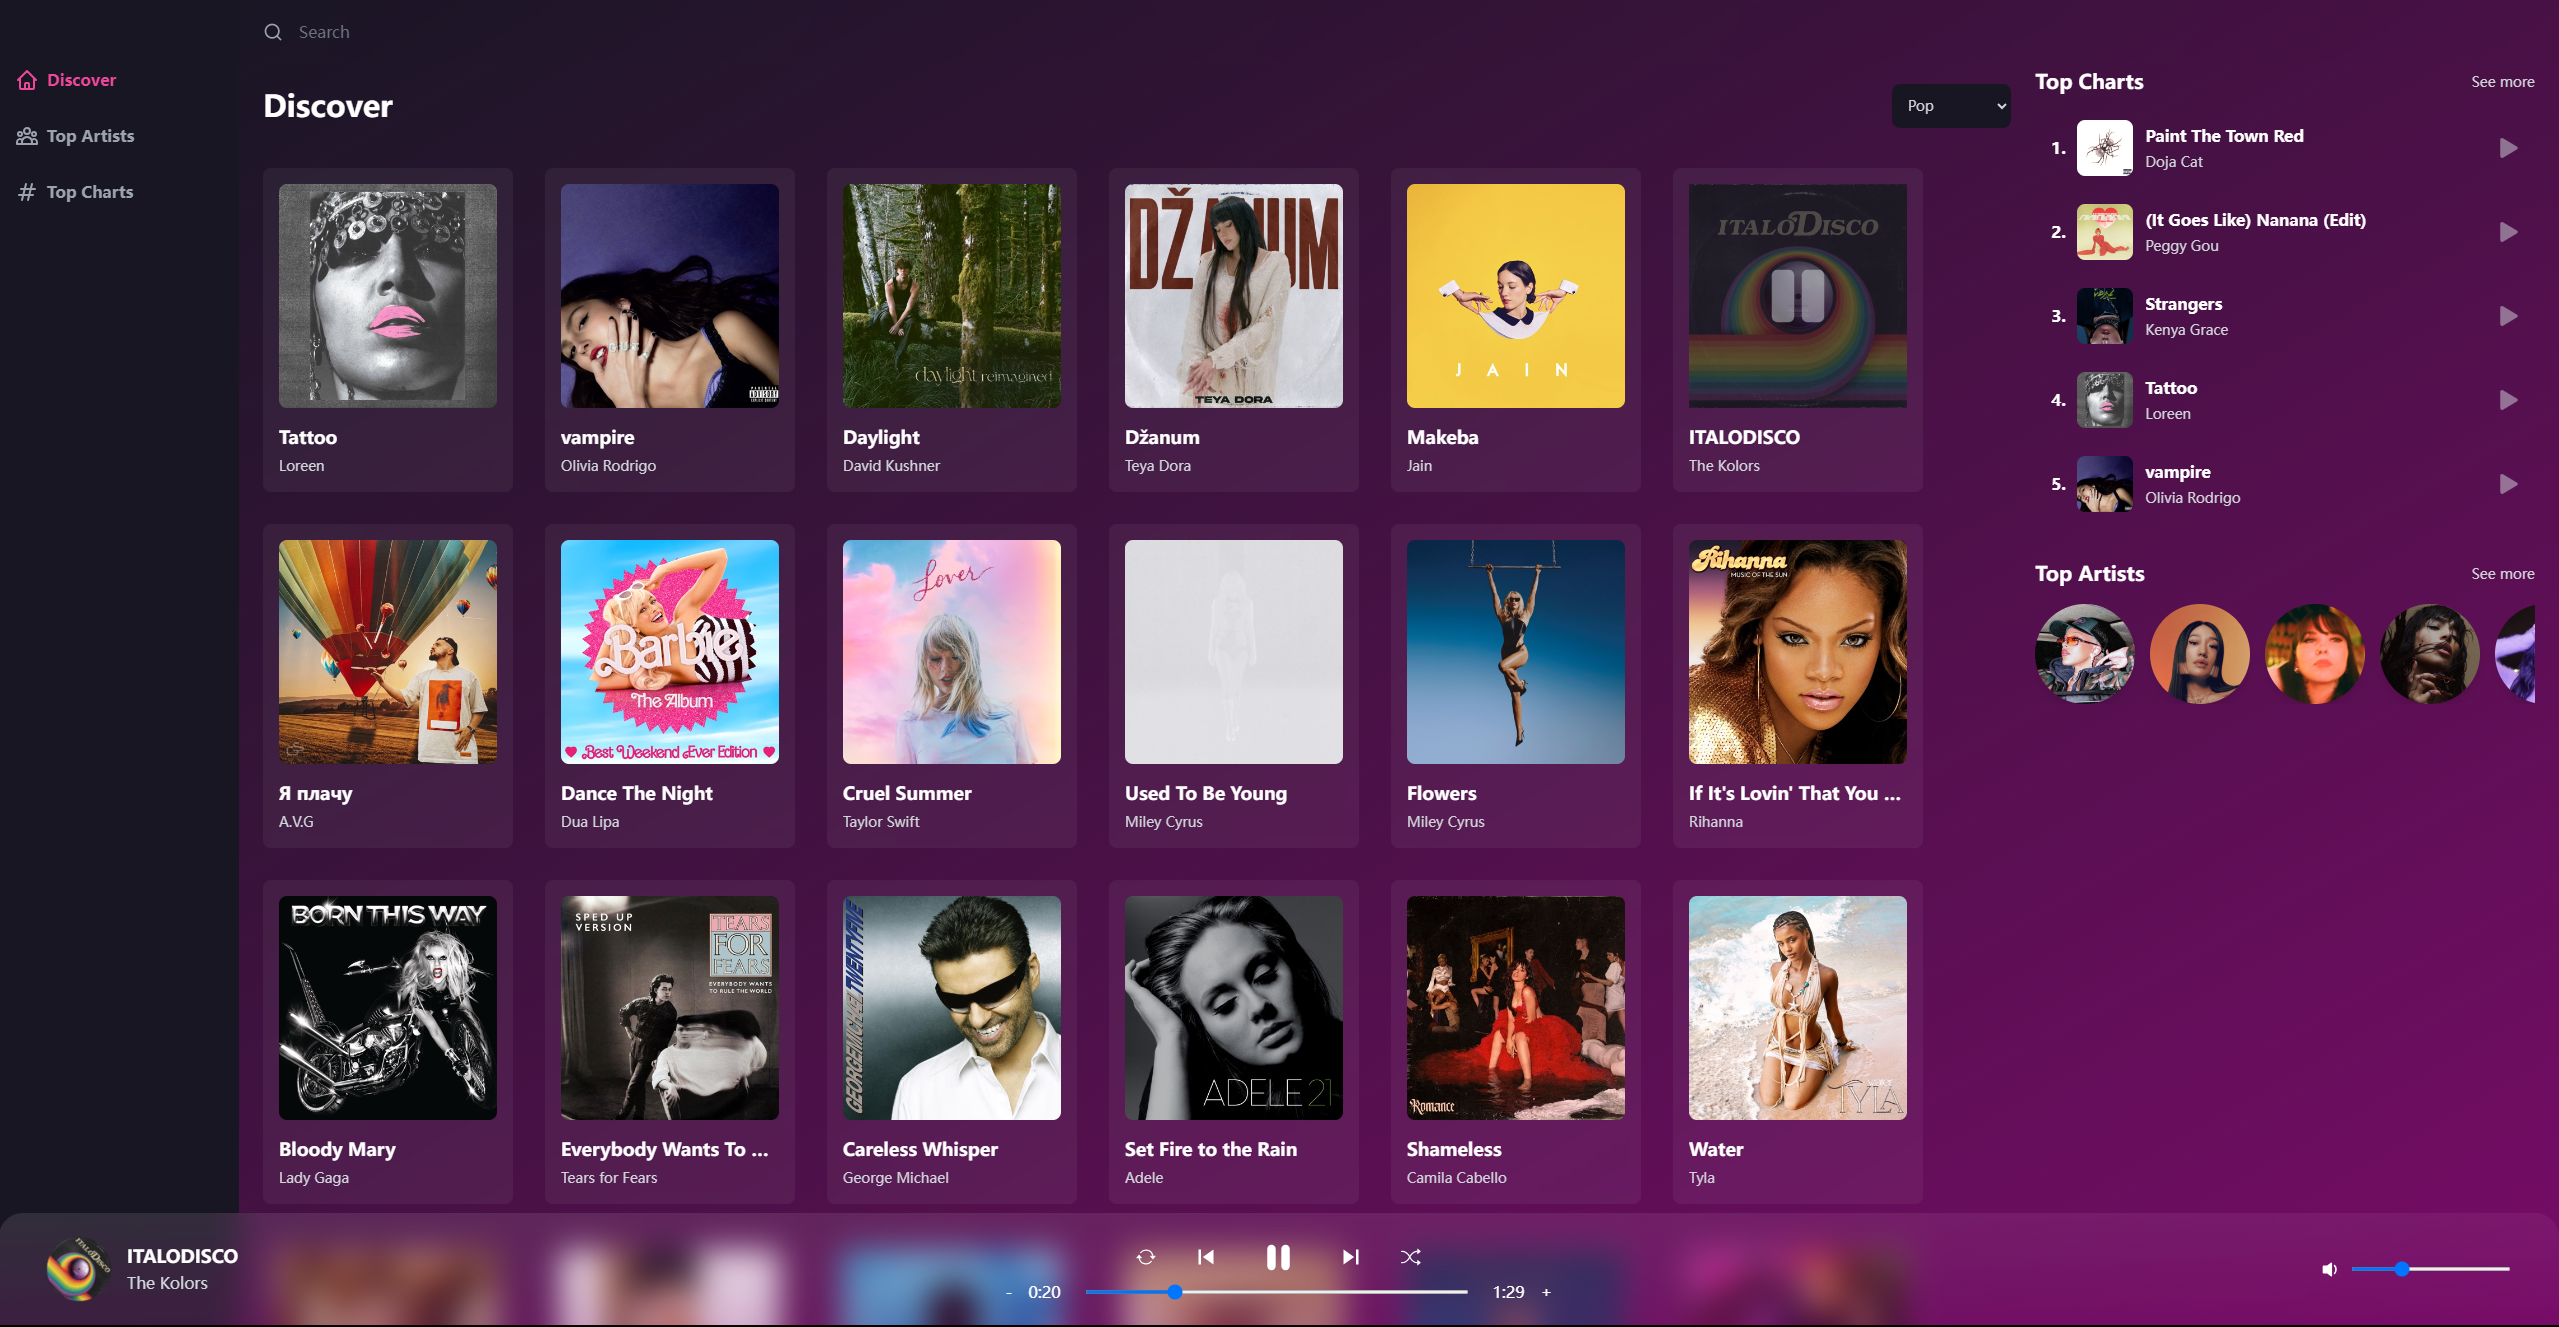 Search
Discover
Top Artists
Top Charts
Discover
Pop
ITALODISCO
DŽANUM
TEYA DORA
daylight reimagined
JAIN
PARENTAL
ADVISORY
EXPLICIT CONTENT
Tattoo
Loreen
vampire
Olivia Rodrigo
Daylight
David Kushner
Džanum
Teya Dora
Makeba
Jain
ITALODISCO
The Kolors
Lover
Barbie
The Album
Best Weekend Ever Edition
Rihanna
MUSIC OF THE SUN
Я плачу
A.V.G
Dance The Night
Dua Lipa
Cruel Summer
Taylor Swift
Used To Be Young
Miley Cyrus
Flowers
Miley Cyrus
If It's Lovin' That You ...
Rihanna
BORN THIS WAY
SPED UP
VERSION
TEARS
FOR
FEARS
EVERYBODY WANTS
TO RULE THE WORLD
GEORGEMICHAELTWENTYFIVE
ADELE 21
Romance
TYLA
Bloody Mary
Lady Gaga
Everybody Wants To ...
Tears for Fears
Careless Whisper
George Michael
Set Fire to the Rain
Adele
Shameless
Camila Cabello
Water
Tyla
Top Charts
See more
1. Paint The Town Red
Doja Cat
2. (It Goes Like) Nanana (Edit)
Peggy Gou
3. Strangers
Kenya Grace
4. Tattoo
Loreen
5. vampire
Olivia Rodrigo
Top Artists
See more
ITALODISCO
ITALODISCO
The Kolors
- 0:20
1:29 +